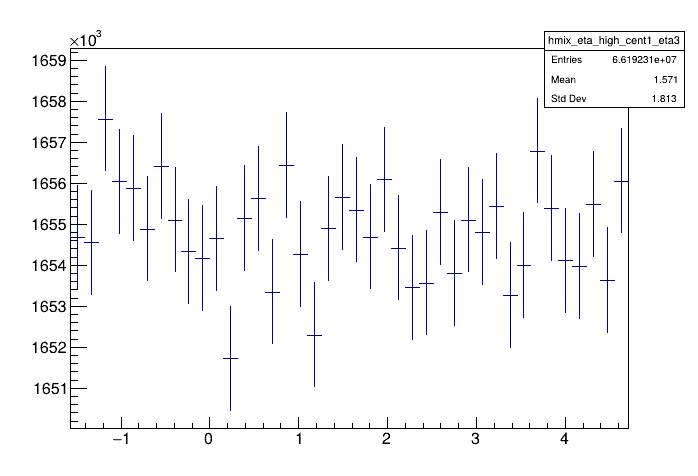 ×10³
hmix_eta_high_cent1_eta3
Entries 6.619231e+07
Mean 1.571
Std Dev 1.813
1659
1658
1657
1656
1655
1654
1653
1652
1651
−1 0 1 2 3 4